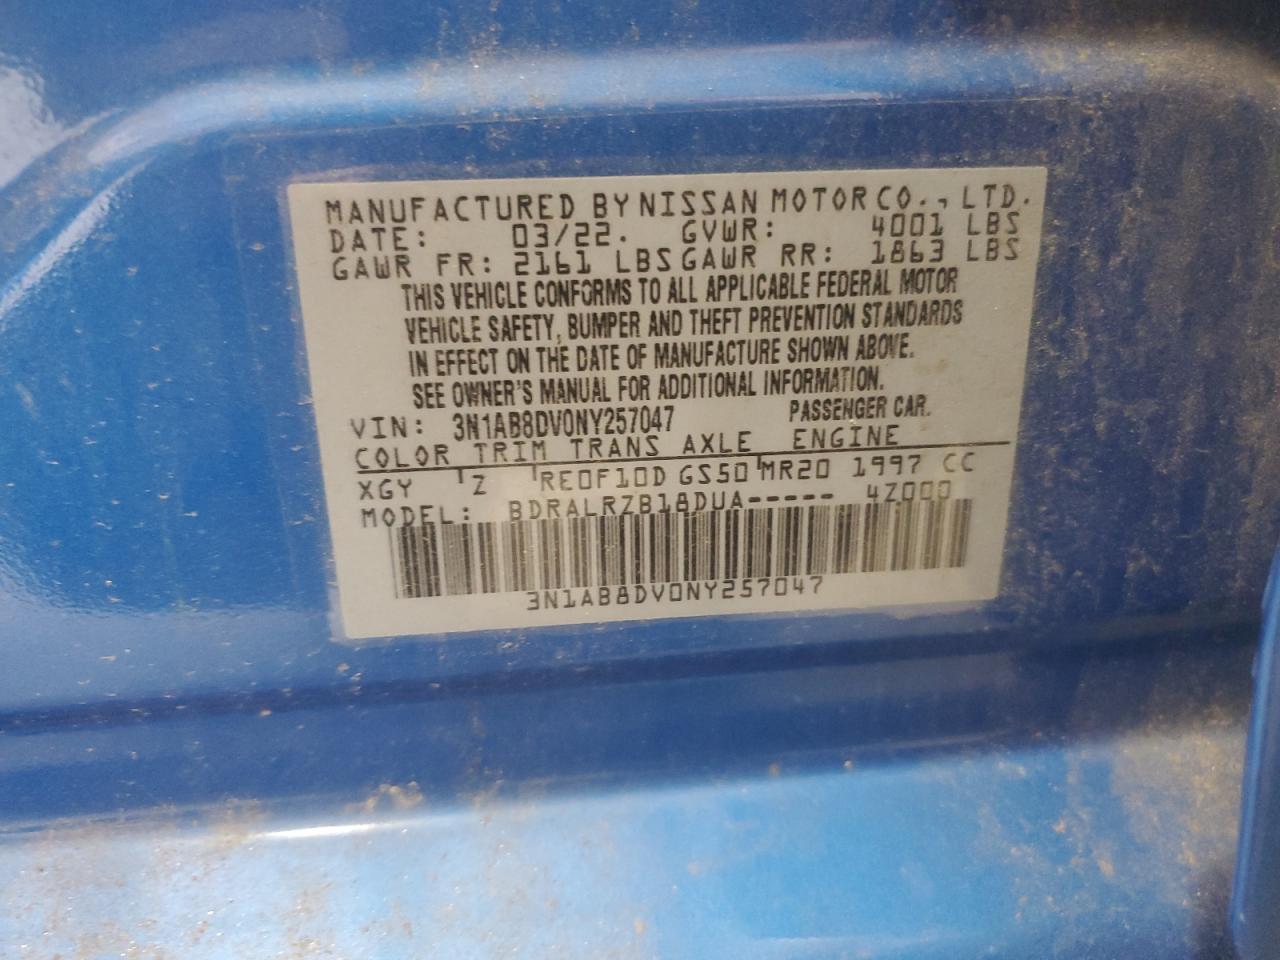 MANUFACTURED BY NISSAN MOTOR CO., LTD.
DATE: 03/22. GVWR: 4001 LBS
GAWR FR: 2161 LBS GAWR RR: 1863 LBS
THIS VEHICLE CONFORMS TO ALL APPLICABLE FEDERAL MOTOR
VEHICLE SAFETY, BUMPER AND THEFT PREVENTION STANDARDS
IN EFFECT ON THE DATE OF MANUFACTURE SHOWN ABOVE.
SEE OWNER'S MANUAL FOR ADDITIONAL INFORMATION.
VIN: 3N1AB8DV0NY257047 PASSENGER CAR.
COLOR TRIM TRANS AXLE ENGINE
XGY Z RE0F10D GS50 MR20 1997 CC
MODEL: BDRALRZB18DUA----- 4Z000
3N1AB8DV0NY257047